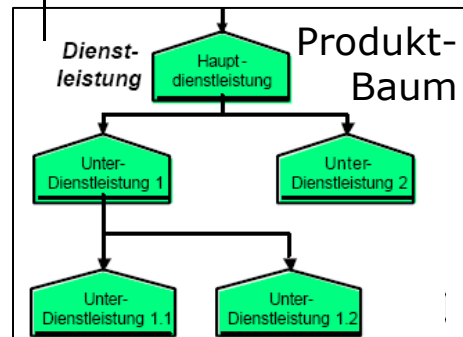 Dienst-
leistung
Haupt-
dienstleistung
Produkt-
Baum
Unter-
Dienstleistung 1
Unter-
Dienstleistung 2
Unter-
Dienstleistung 1.1
Unter-
Dienstleistung 1.2